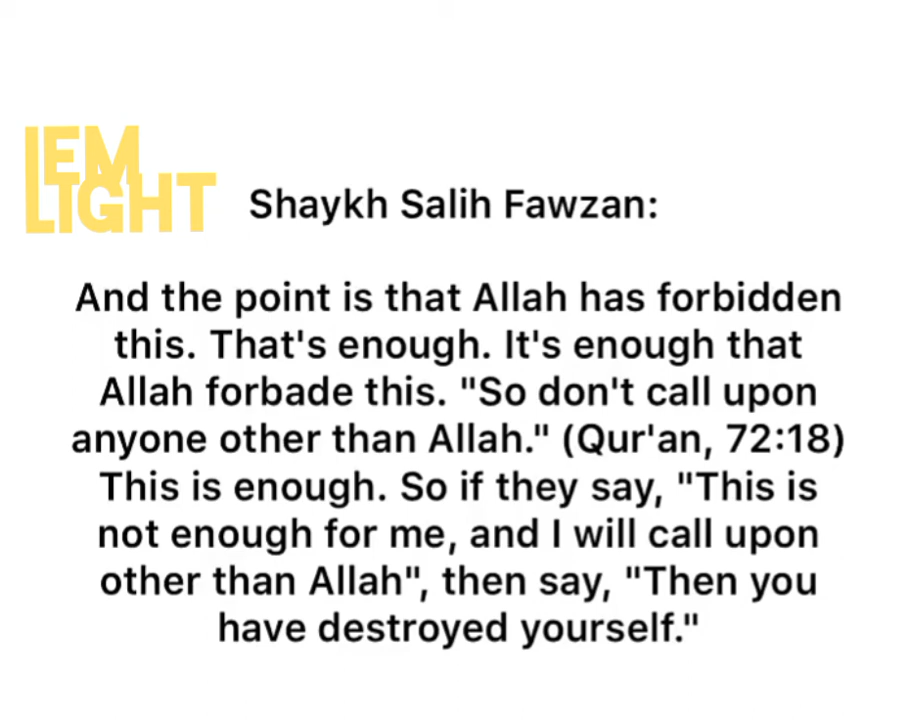 IEM
LIGHT
Shaykh Salih Fawzan:
And the point is that Allah has forbidden
this. That's enough. It's enough that
Allah forbade this. "So don't call upon
anyone other than Allah." (Qur'an, 72:18)
This is enough. So if they say, "This is
not enough for me, and I will call upon
other than Allah", then say, "Then you
have destroyed yourself."